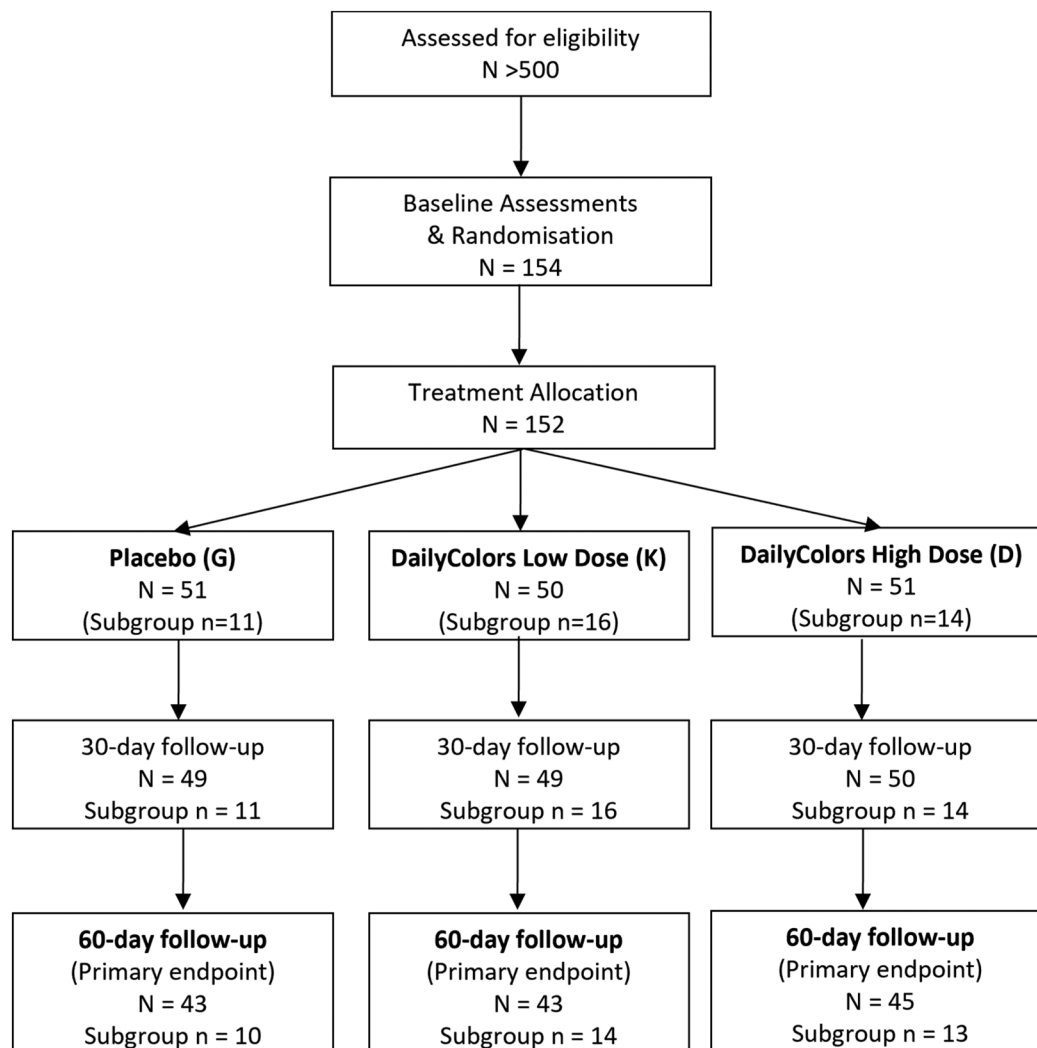 Assessed for eligibility
N >500
Baseline Assessments
& Randomisation
N = 154
Treatment Allocation
N = 152
Placebo (G)
N = 51
(Subgroup n=11)
DailyColors Low Dose (K)
N = 50
(Subgroup n=16)
DailyColors High Dose (D)
N = 51
(Subgroup n=14)
30-day follow-up
N = 49
Subgroup n = 11
30-day follow-up
N = 49
Subgroup n = 16
30-day follow-up
N = 50
Subgroup n = 14
60-day follow-up
(Primary endpoint)
N = 43
Subgroup n = 10
60-day follow-up
(Primary endpoint)
N = 43
Subgroup n = 14
60-day follow-up
(Primary endpoint)
N = 45
Subgroup n = 13